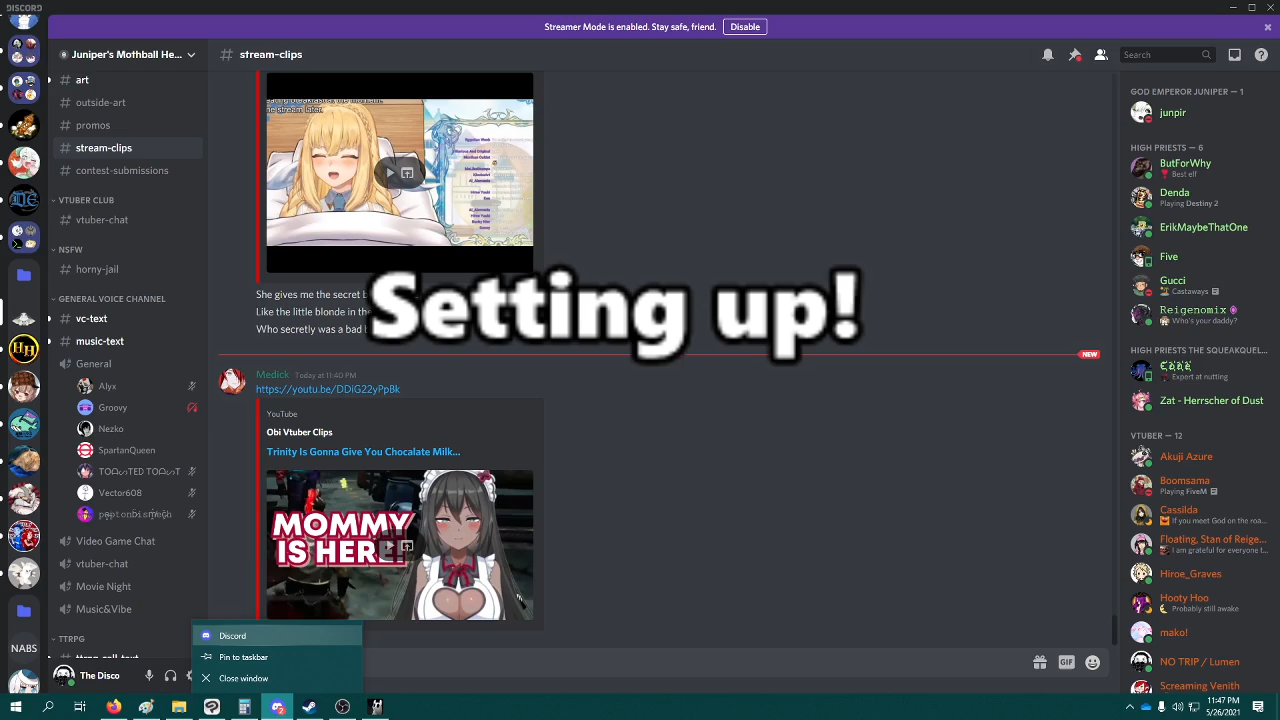 DISCORD
Streamer Mode is enabled. Stay safe, friend.
Disable
Juniper's Mothball He...
# stream-clips
Search
# art
# outside-art
# promos
# stream-clips
# contest-submissions
VTUBER CLUB
# vtuber-chat
NSFW
# horny-jail
GENERAL VOICE CHANNEL
# vc-text
# music-text
General
Alyx
Groovy
Nezko
SpartanQueen
Vector608
Video Game Chat
vtuber-chat
Movie Night
Music&Vibe
TTRPG
The Disco
the stream later.
She gives me the secret
Like the little blonde in the
Who secretly was a bad
Setting up!
NEW
Medick Today at 11:40 PM
https://youtu.be/DDiG22yPpBk
YouTube
Obi Vtuber Clips
Trinity Is Gonna Give You Chocalate Milk...
MOMMY
IS HER
Discord
Pin to taskbar
Close window
GIF
GOD EMPEROR JUNIPER — 1
junpir
HIGH PRIESTS — 6
ButterWhy
Best elf
Denda
Playing Destiny 2
ErikMaybeThatOne
Five
Gucci
Castaways
Reigenomix
Who's your daddy?
HIGH PRIESTS THE SQUEAKQUEL...
Expert at nutting
Zat - Herrscher of Dust
VTUBER — 12
Akuji Azure
Boomsama
Playing FiveM
Cassilda
If you meet God on the roa...
Floating, Stan of Reige...
I am grateful for everyone t...
Hiroe_Graves
Hooty Hoo
Probably still awake
mako!
NO TRIP / Lumen
Screaming Venith
NABS
2
11:47 PM
5/26/2021